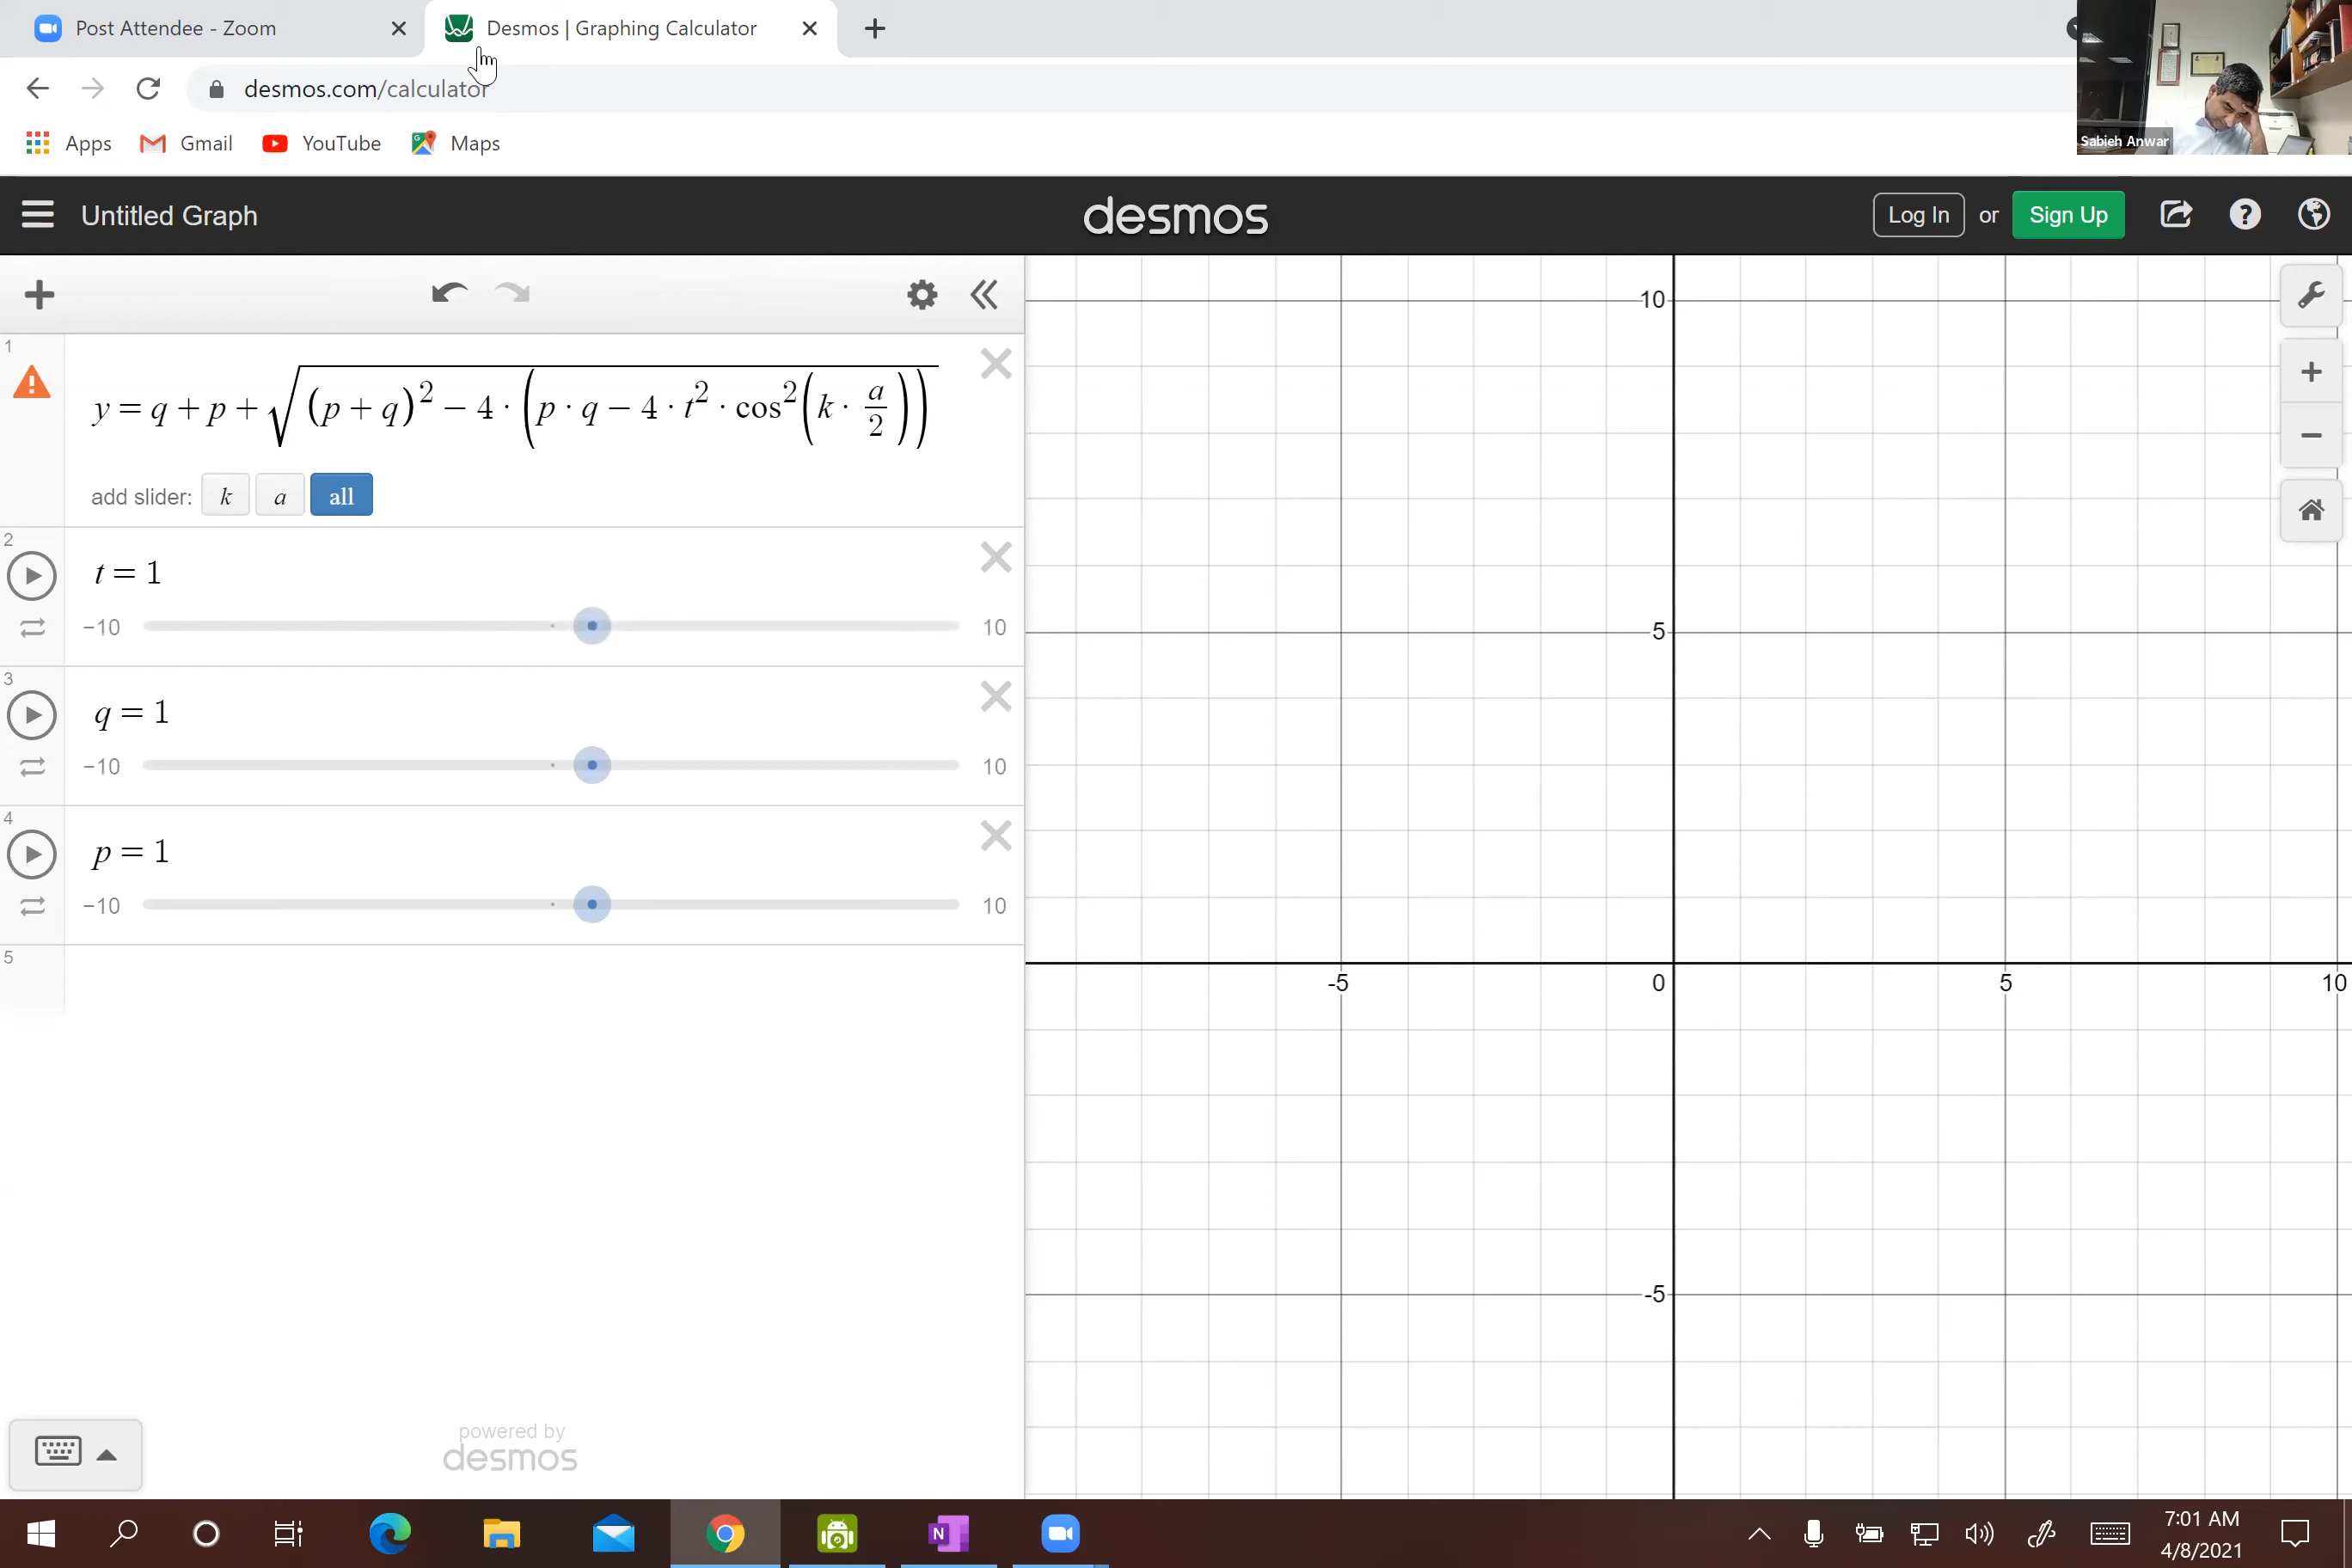 Post Attendee - Zoom
Desmos | Graphing Calculator
desmos.com/calculator
Apps
Gmail
YouTube
Maps
Sabieh Anwar
Untitled Graph
desmos
Log In or Sign Up
1
y = q + p + √((p + q)² − 4 · (p · q − 4 · t² · cos²(k · a/2)))
add slider: k a all
2
t = 1
−10 10
3
q = 1
−10 10
4
p = 1
−10 10
5
powered by
desmos
10
5
-5 0 5 10
-5
7:01 AM
4/8/2021